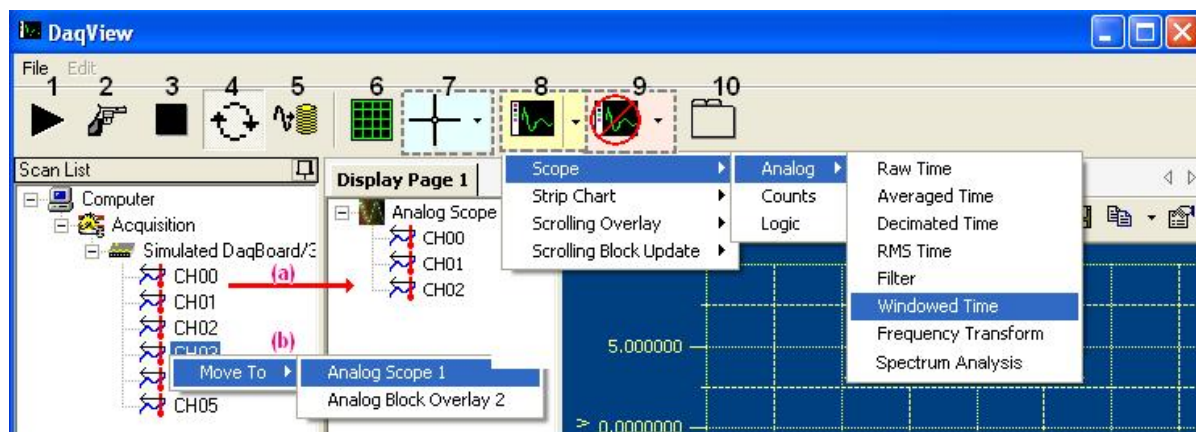 DaqView
File Edit
1 2 3 4 5 6 7 8 9 10
Scan List
Computer
Acquisition
Simulated DaqBoard/3
CH00
CH01
CH02
CH03
CH05
(a)
(b)
Move To
Analog Scope 1
Analog Block Overlay 2
Display Page 1
Analog Scope
CH00
CH01
CH02
Scope
Strip Chart
Scrolling Overlay
Scrolling Block Update
Analog
Counts
Logic
Raw Time
Averaged Time
Decimated Time
RMS Time
Filter
Windowed Time
Frequency Transform
Spectrum Analysis
5.000000
0.0000000
V